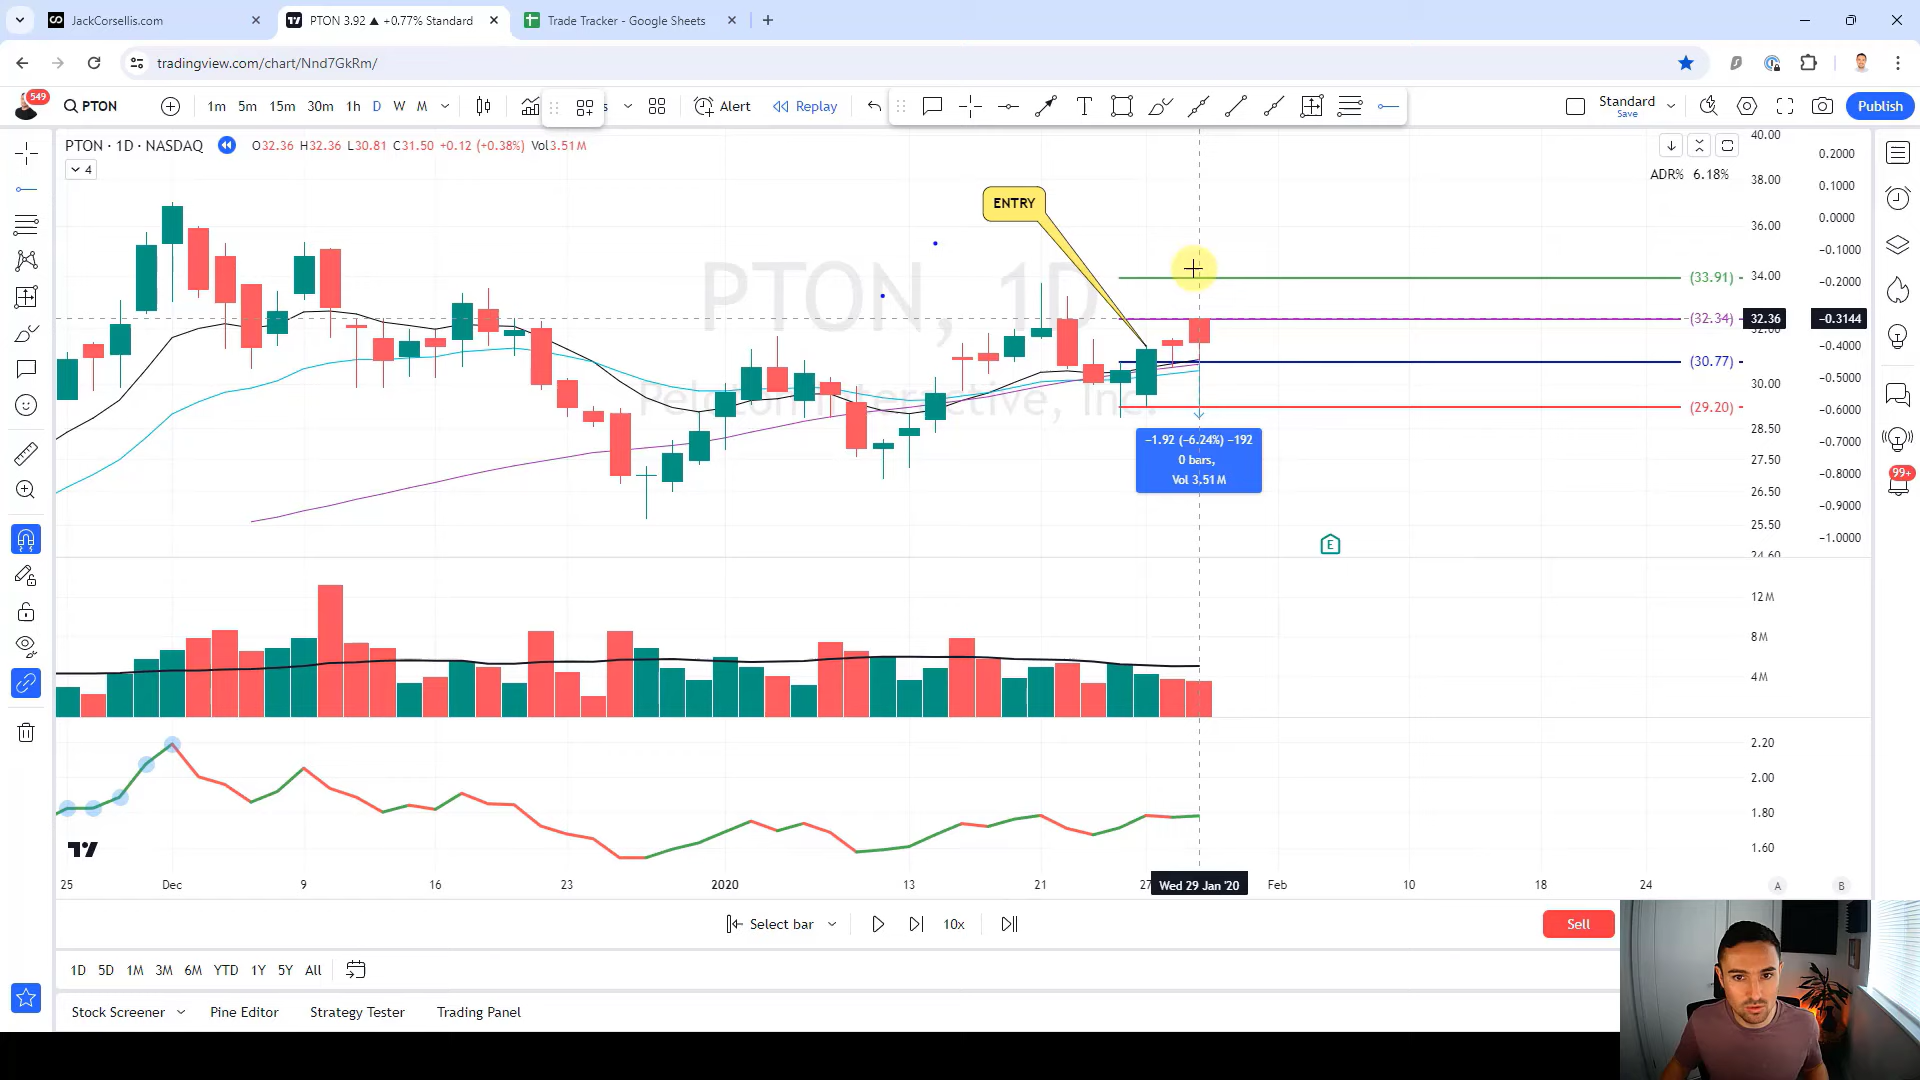 JackCorsellis.com
PTON 3.92 ▲ +0.77% Standard
Trade Tracker - Google Sheets
tradingview.com/chart/Nnd7GkRm/
549
PTON
1m 5m 15m 30m 1h D W M
s
Alert
Replay
T
Standard
Save
Publish
PTON · 1D · NASDAQ
O32.36 H32.36 L30.81 C31.50 +0.12 (+0.38%) Vol3.51M
4
ADR% 6.18%
PTON, 1D
Peloton Interactive, Inc.
ENTRY
(33.91)
(32.34)
(30.77)
(29.20)
−1.92 (−6.24%) −192
0 bars,
Vol 3.51M
E
40.00
38.00
36.00
34.00
32.36
32.00
30.00
28.50
27.50
26.50
25.50
24.60
0.2000
0.1000
0.0000
−0.1000
−0.2000
−0.3144
−0.4000
−0.5000
−0.6000
−0.7000
−0.8000
−0.9000
−1.0000
99+
12M
8M
4M
2.20
2.00
1.80
1.60
25 Dec 9 16 23 2020 13 21 27 Wed 29 Jan '20 Feb 10 18 24 A B
Select bar
10x
Sell
1D 5D 1M 3M 6M YTD 1Y 5Y All
Stock Screener
Pine Editor
Strategy Tester
Trading Panel